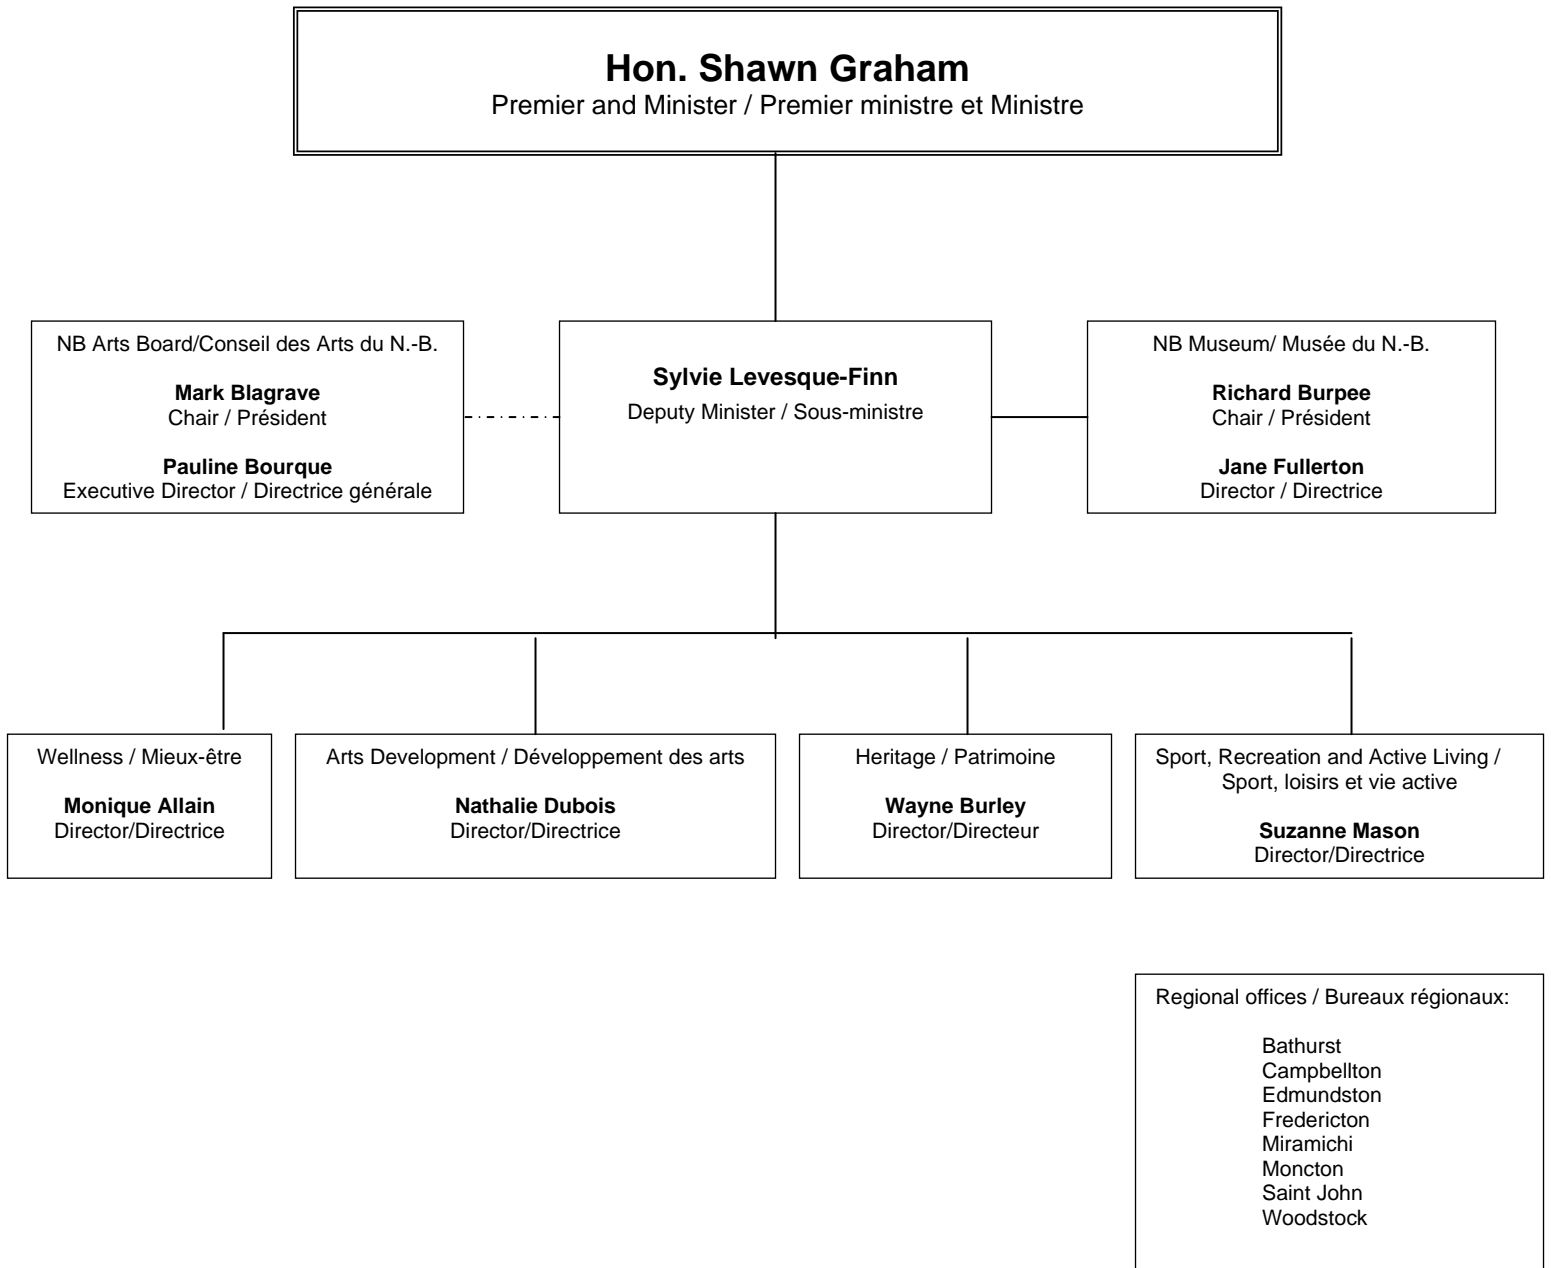 Hon. Shawn Graham
Premier and Minister / Premier ministre et Ministre
NB Arts Board/Conseil des Arts du N.-B.
Mark Blagrave
Chair / Président
Pauline Bourque
Executive Director / Directrice générale
Sylvie Levesque-Finn
Deputy Minister / Sous-ministre
NB Museum/ Musée du N.-B.
Richard Burpee
Chair / Président
Jane Fullerton
Director / Directrice
Wellness / Mieux-être
Monique Allain
Director/Directrice
Arts Development / Développement des arts
Nathalie Dubois
Director/Directrice
Heritage / Patrimoine
Wayne Burley
Director/Directeur
Sport, Recreation and Active Living /
Sport, loisirs et vie active
Suzanne Mason
Director/Directrice
Regional offices / Bureaux régionaux:
Bathurst
Campbellton
Edmundston
Fredericton
Miramichi
Moncton
Saint John
Woodstock